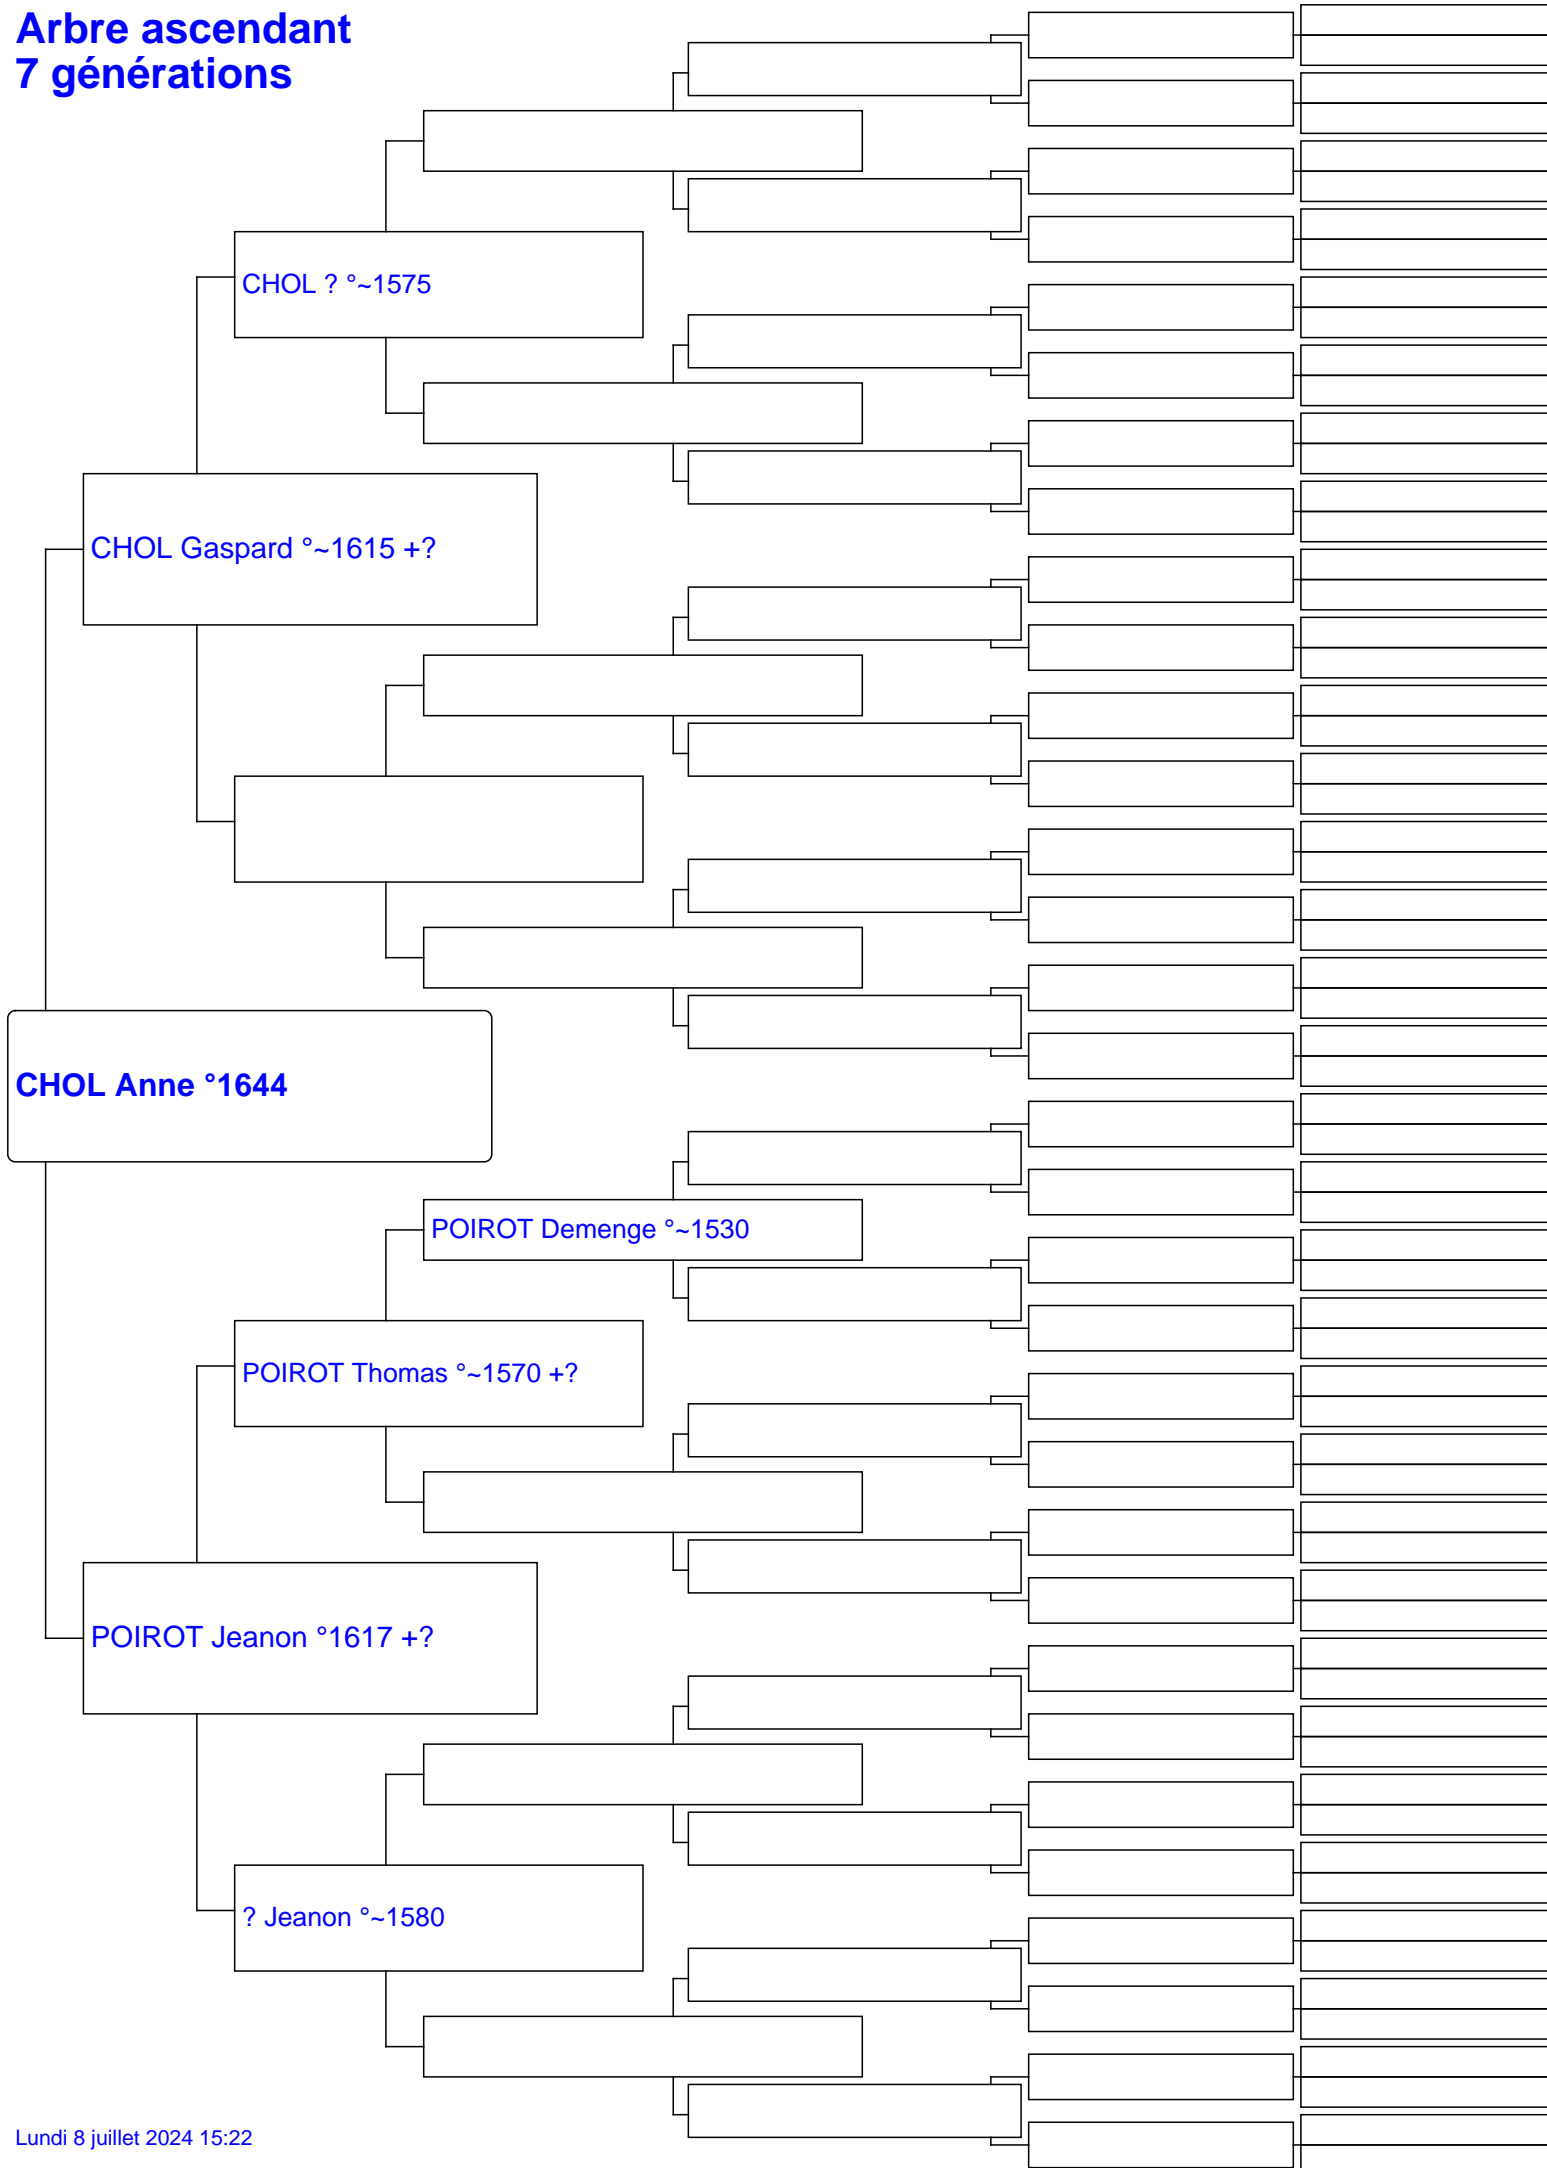 Arbre ascendant
7 générations
CHOL ? °~1575
CHOL Gaspard °~1615 +?
CHOL Anne °1644
POIROT Demenge °~1530
POIROT Thomas °~1570 +?
POIROT Jeanon °1617 +?
? Jeanon °~1580
Lundi 8 juillet 2024 15:22